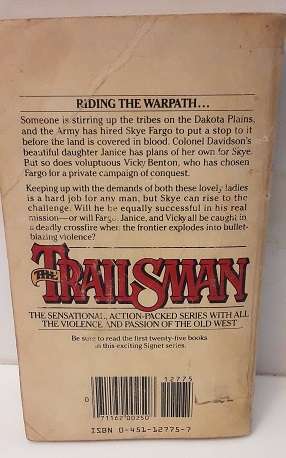 RIDING THE WARPATH...
Someone is stirring up the tribes on the Dakota Plains,
and the Army has hired Skye Fargo to put a stop to it
before the land is covered in blood. Colonel Davidson's
beautiful daughter Janice has plans of her own for Skye.
But so does voluptuous Vicky Benton, who has chosen
Fargo for a private campaign of conquest.
Keeping up with the demands of both these lovely ladies
is a hard job for any man, but Skye can rise to the
challenge. Will he be equally successful in his real
mission—or will Fargo, Janice, and Vicky all be caught in
a deadly crossfire when the frontier explodes into bullet-
blazing violence?
THE TRAILSMAN
THE SENSATIONAL, ACTION-PACKED SERIES WITH ALL
THE VIOLENCE AND PASSION OF THE OLD WEST
Be sure to read the first twenty-five books
in this exciting Signet series.
12775
0
71162 00250
ISBN 0-451-12775-7